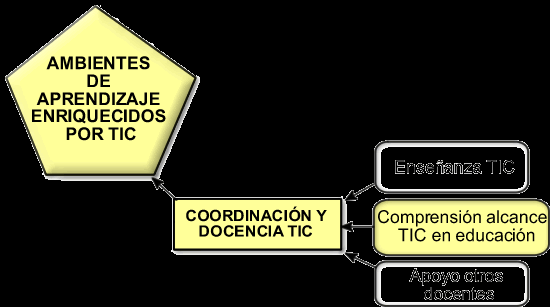 AMBIENTES
DE
APRENDIZAJE
ENRIQUECIDOS
POR TIC
Enseñanza TIC
COORDINACIÓN Y
DOCENCIA TIC
Comprensión alcance
TIC en educación
Apoyo otros
docentes